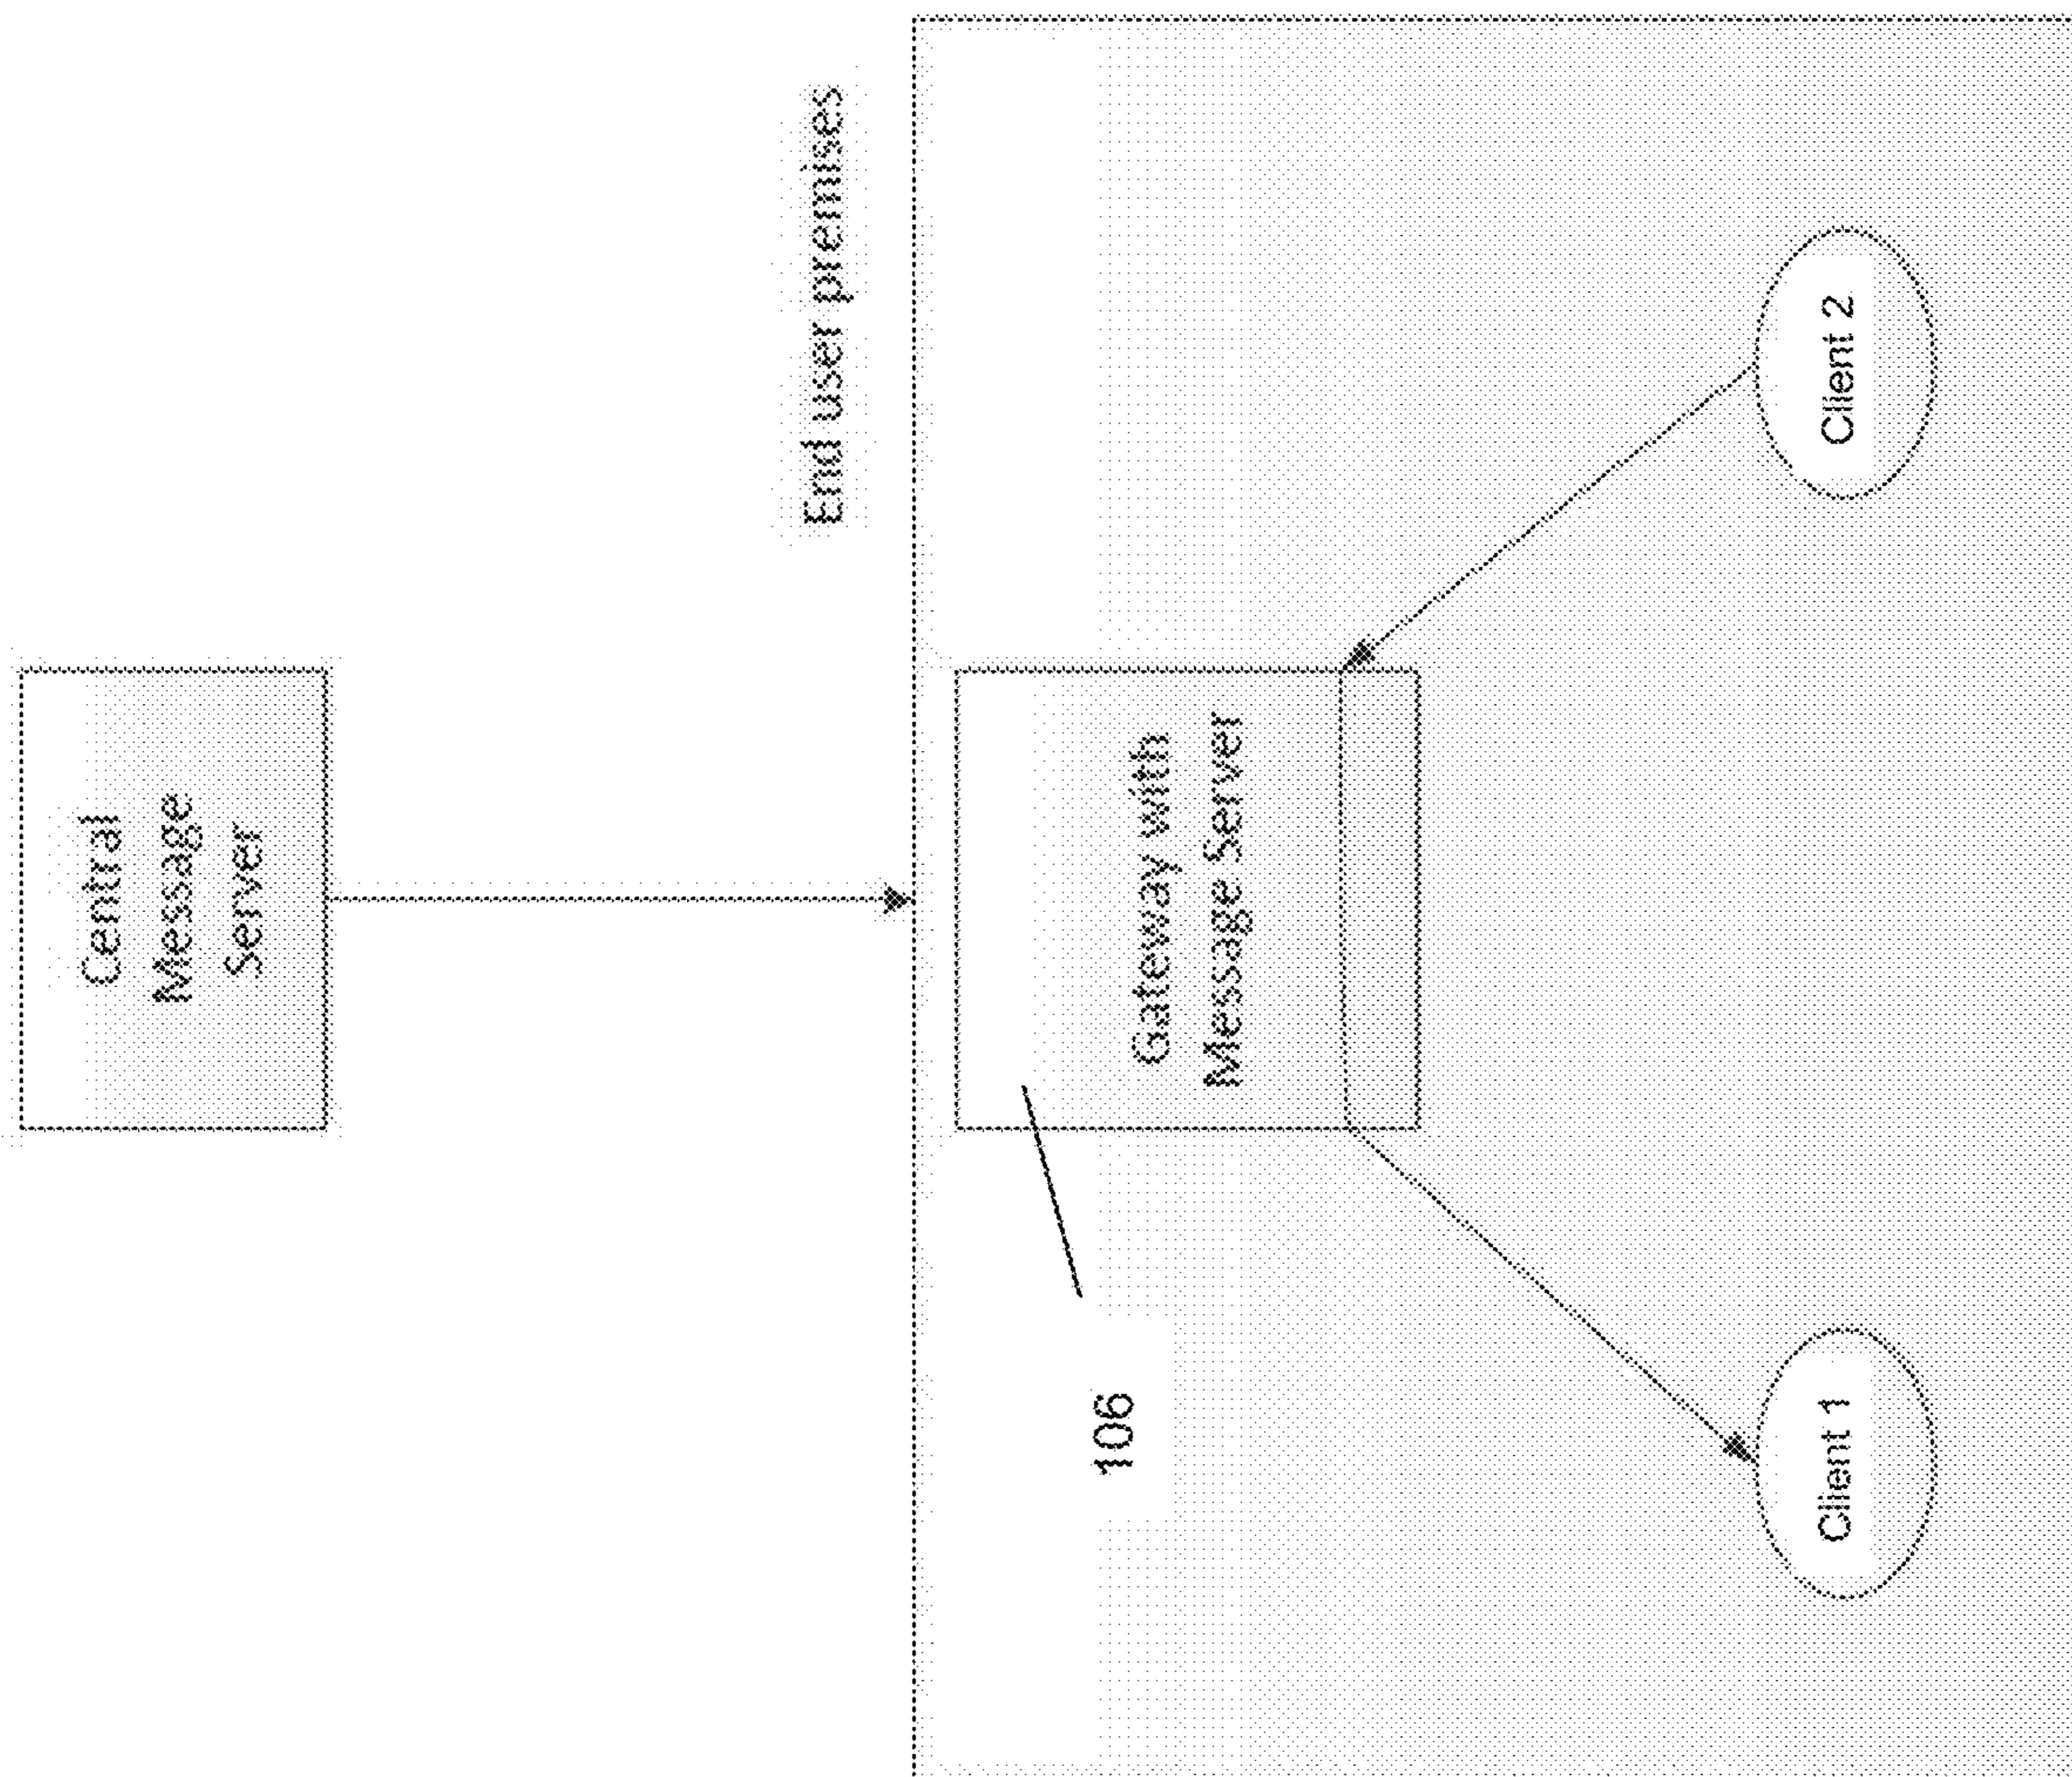 Central
Message
Server
End user premises
Gateway with
Message Server
106
Client 1
Client 2